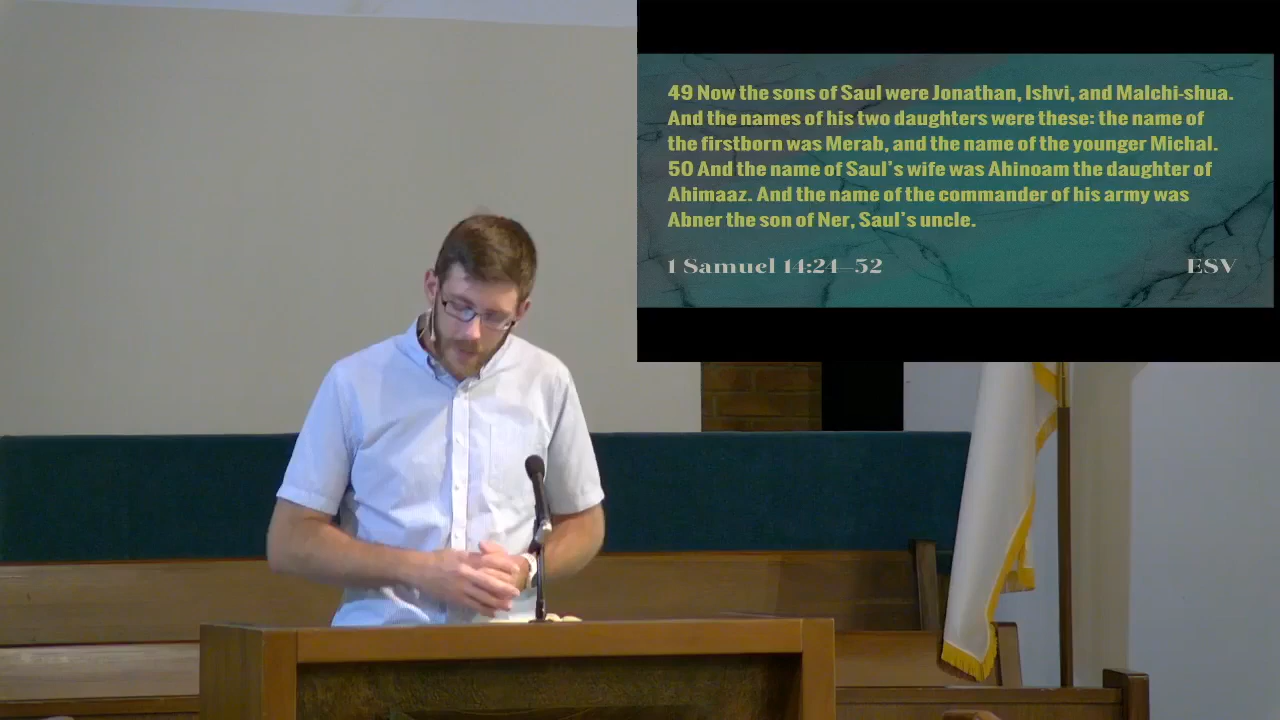 49 Now the sons of Saul were Jonathan, Ishvi, and Malchi-shua.
And the names of his two daughters were these: the name of
the firstborn was Merab, and the name of the younger Michal.
50 And the name of Saul's wife was Ahinoam the daughter of
Ahimaaz. And the name of the commander of his army was
Abner the son of Ner, Saul's uncle.
1 Samuel 14:24–52 ESV